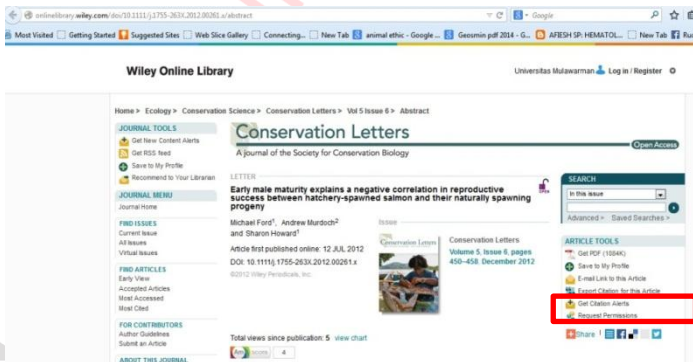 onlinelibrary.wiley.com/doi/10.1111/j.1755-263X.2012.00261.x/abstract
Google
Most Visited Getting Started Suggested Sites Web Slice Gallery Connecting... New Tab animal ethic - Google ... Geosmin pdf 2014 - G... AFIESH SP: HEMATOL... New Tab
Wiley Online Library
Universitas Mulawarman Log in / Register
Home > Ecology > Conservation Science > Conservation Letters > Vol 5 Issue 6 > Abstract
JOURNAL TOOLS
Get New Content Alerts
Get RSS feed
Save to My Profile
Recommend to Your Librarian
JOURNAL MENU
Journal Home
FIND ISSUES
Current Issue
All Issues
Virtual Issues
FIND ARTICLES
Early View
Accepted Articles
Most Accessed
Most Cited
FOR CONTRIBUTORS
Author Guidelines
Submit an Article
ABOUT THIS JOURNAL
Conservation Letters
Open Access
A journal of the Society for Conservation Biology
LETTER
Early male maturity explains a negative correlation in reproductive
success between hatchery-spawned salmon and their naturally spawning
progeny
Michael Ford1, Andrew Murdoch2
and Sharon Howard1
Article first published online: 12 JUL 2012
DOI: 10.1111/j.1755-263X.2012.00261.x
©2012 Wiley Periodicals, Inc.
Issue
Conservation Letters
Conservation Letters
Volume 5, Issue 6, pages
450–458, December 2012
Total views since publication: 5 view chart
Am score 4
SEARCH
In this issue
Advanced > Saved Searches >
ARTICLE TOOLS
Get PDF (1084K)
Save to My Profile
E-mail Link to this Article
Export Citation for this Article
Get Citation Alerts
Request Permissions
Share